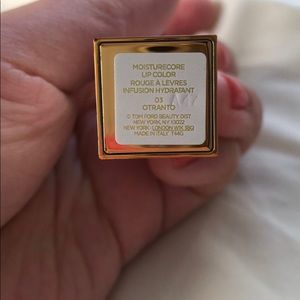 MOISTURECORE
LIP COLOR
ROUGE À LÈVRES
INFUSION HYDRATANT
03
OTRANTO
© TOM FORD BEAUTY, DIST
NEW YORK, NY 10022
NEW YORK•LONDON W1K 3BQ
MADE IN ITALY